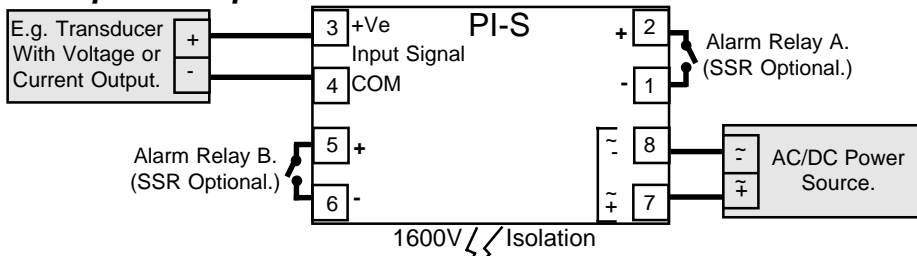 E.g. Transducer
With Voltage or
Current Output.
+
-
3
+Ve
PI-S
Input Signal
4
COM
+
2
-
1
Alarm Relay A.
(SSR Optional.)
Alarm Relay B.
(SSR Optional.)
5
+
6
-
~
-
8
~
+
7
~
-
~
+
AC/DC Power
Source.
1600V
Isolation